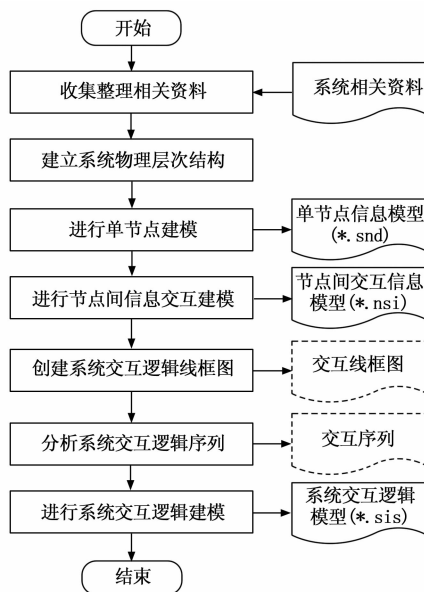 开始
收集整理相关资料
系统相关资料
建立系统物理层次结构
进行单节点建模
单节点信息模型
(*.snd)
进行节点间信息交互建模
节点间交互信息
模型(*.nsi)
创建系统交互逻辑线框图
交互线框图
分析系统交互逻辑序列
交互序列
进行系统交互逻辑建模
系统交互逻辑
模型(*.sis)
结束